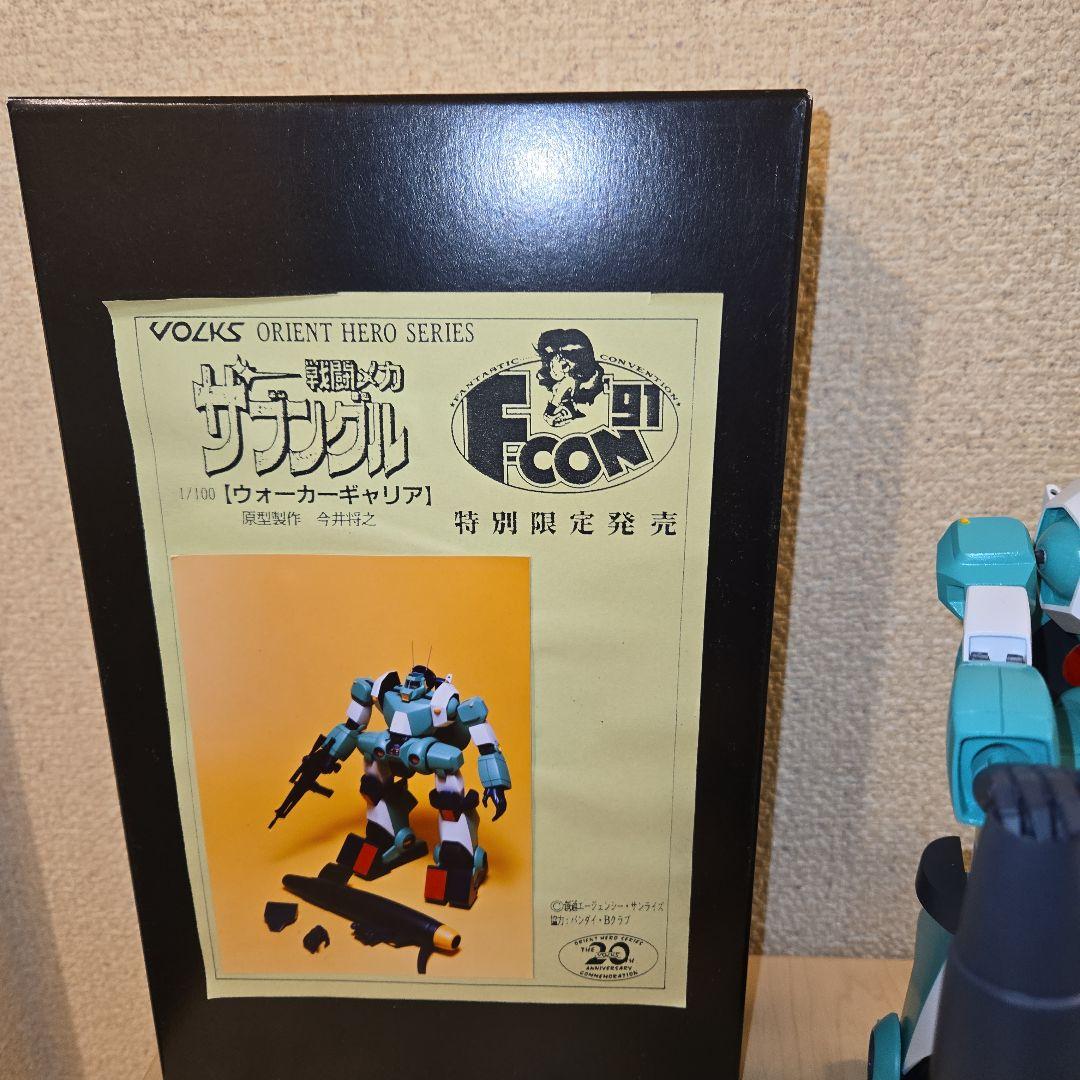 VOLKS ORIENT HERO SERIES
戦闘メカ
ザブングル
1/100【ウォーカーギャリア】
原型製作 今井将之
FANTASTIC CONVENTION
F-CON '91
特別限定発売
©創通エージェンシー・サンライズ
協力：バンダイ・Bクラブ
ORIENT HERO SERIES
THE VOLKS 20TH
ANNIVERSARY
COMMEMORATION